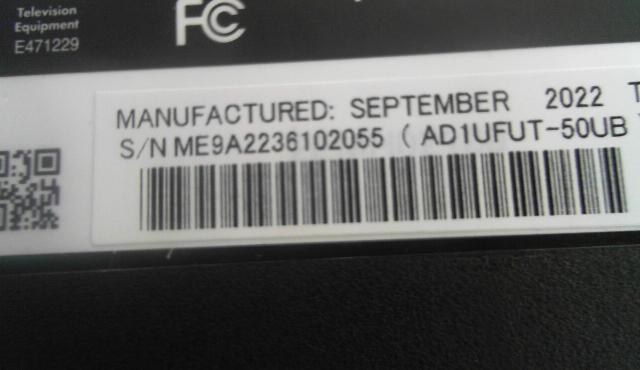 Television
Equipment
E471229
FC
MANUFACTURED: SEPTEMBER 2022 T
S/N ME9A2236102055 ( AD1UFUT-50UB